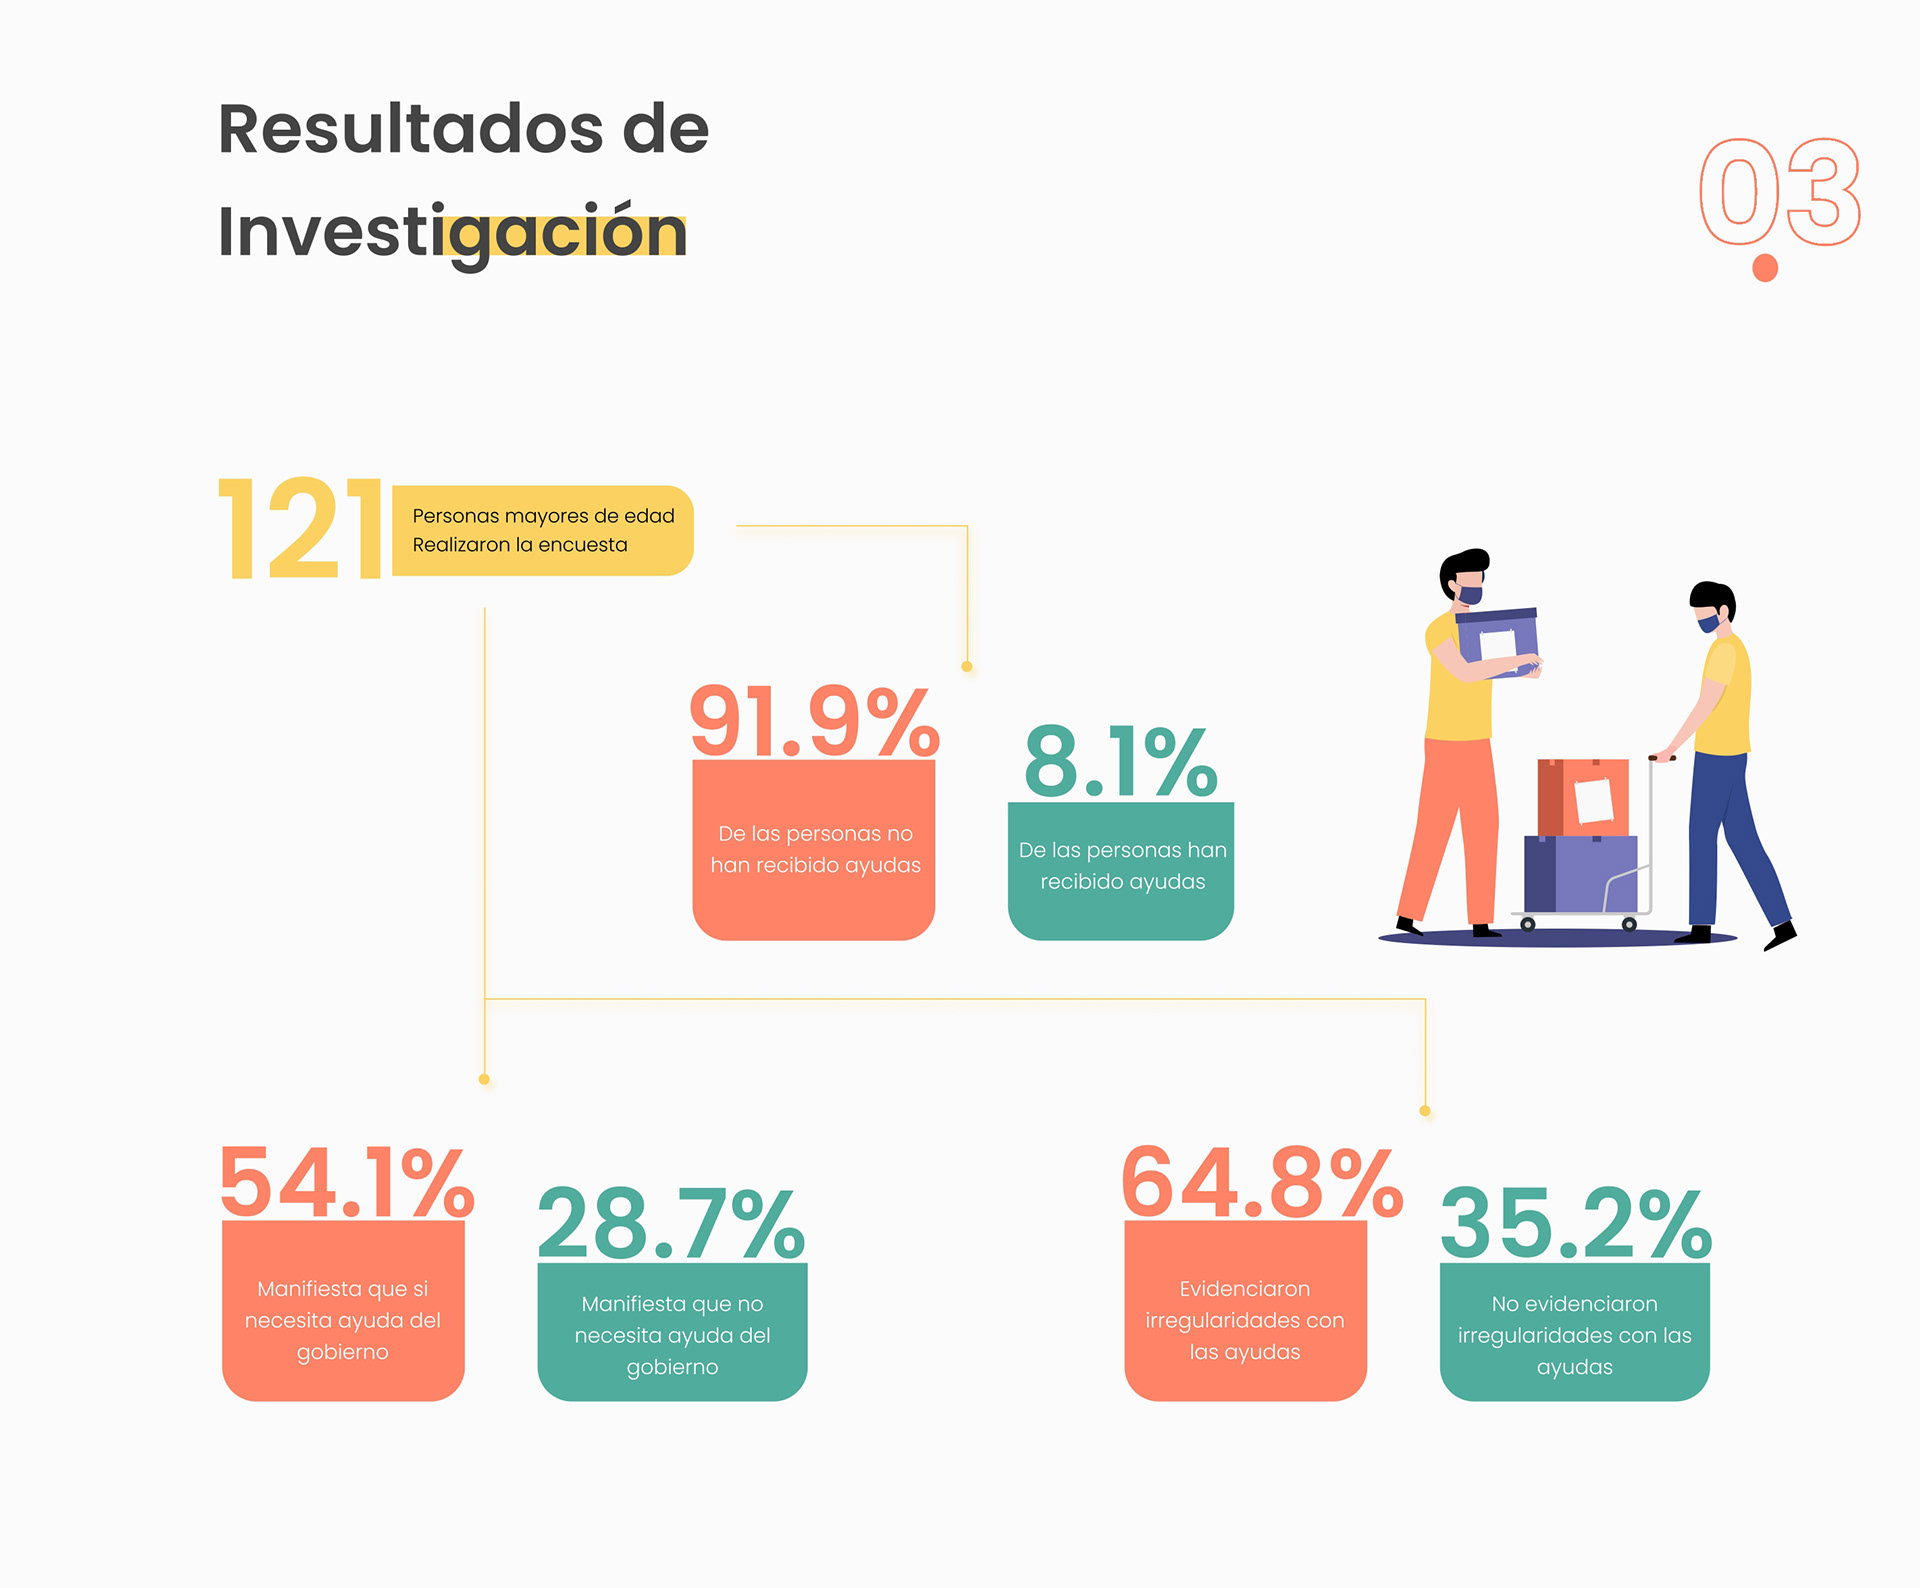 Resultados de
Investigación
03
121
Personas mayores de edad
Realizaron la encuesta
91.9%
De las personas no
han recibido ayudas
8.1%
De las personas han
recibido ayudas
54.1%
Manifiesta que si
necesita ayuda del
gobierno
28.7%
Manifiesta que no
necesita ayuda del
gobierno
64.8%
Evidenciaron
irregularidades con
las ayudas
35.2%
No evidenciaron
irregularidades con las
ayudas